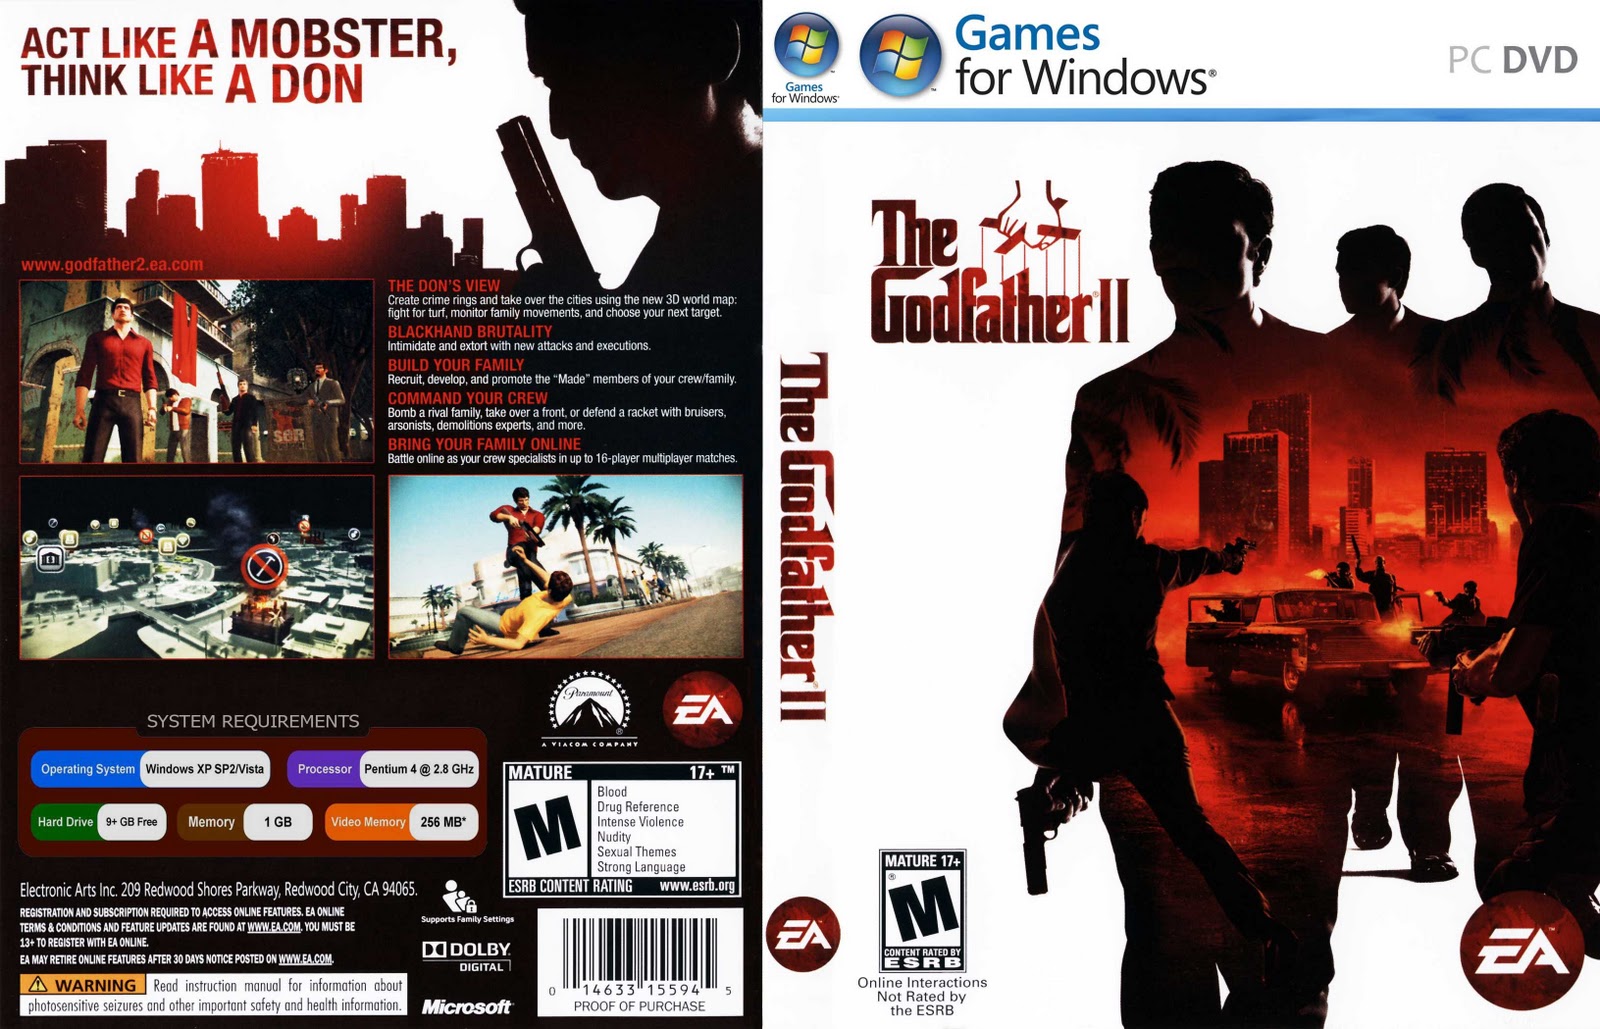 ACT LIKE A MOBSTER,
THINK LIKE A DON
www.godfather2.ea.com
THE DON'S VIEW
Create crime rings and take over the cities using the new 3D world map:
fight for turf, monitor family movements, and choose your next target.
BLACKHAND BRUTALITY
Intimidate and extort with new attacks and executions.
BUILD YOUR FAMILY
Recruit, develop, and promote the "Made" members of your crew/family.
COMMAND YOUR CREW
Bomb a rival family, take over a front, or defend a racket with bruisers,
arsonists, demolitions experts, and more.
BRING YOUR FAMILY ONLINE
Battle online as your crew specialists in up to 16-player multiplayer matches.
Paramount
®
A VIACOM COMPANY
EA
SYSTEM REQUIREMENTS
Operating System Windows XP SP2/Vista
Processor Pentium 4 @ 2.8 GHz
Hard Drive 9+ GB Free
Memory 1 GB
Video Memory 256 MB*
MATURE 17+ ™
M
Blood
Drug Reference
Intense Violence
Nudity
Sexual Themes
Strong Language
ESRB CONTENT RATING www.esrb.org
Electronic Arts Inc. 209 Redwood Shores Parkway, Redwood City, CA 94065.
REGISTRATION AND SUBSCRIPTION REQUIRED TO ACCESS ONLINE FEATURES. EA ONLINE
TERMS & CONDITIONS AND FEATURE UPDATES ARE FOUND AT WWW.EA.COM. YOU MUST BE
13+ TO REGISTER WITH EA ONLINE.
EA MAY RETIRE ONLINE FEATURES AFTER 30 DAYS NOTICE POSTED ON WWW.EA.COM.
WARNING Read instruction manual for information about
photosensitive seizures and other important safety and health information.
Supports Family Settings
DOLBY
DIGITAL
Microsoft®
0 14633 15594 5
PROOF OF PURCHASE
Games
for Windows®
The Godfather II
EA
Games
for Windows®
PC DVD
The
Godfather® II
MATURE 17+
®
M
CONTENT RATED BY
ESRB
Online Interactions
Not Rated by
the ESRB
EA™